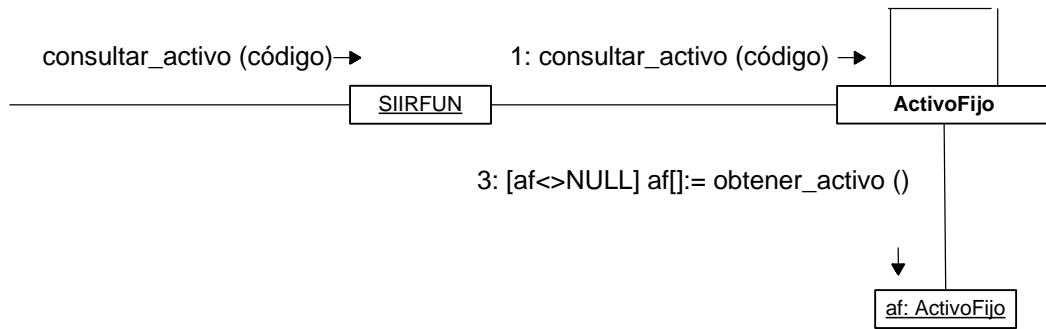 consultar_activo (código)
1: consultar_activo (código)
SIIRFUN
ActivoFijo
3: [af<>NULL] af[]:= obtener_activo ()
af: ActivoFijo